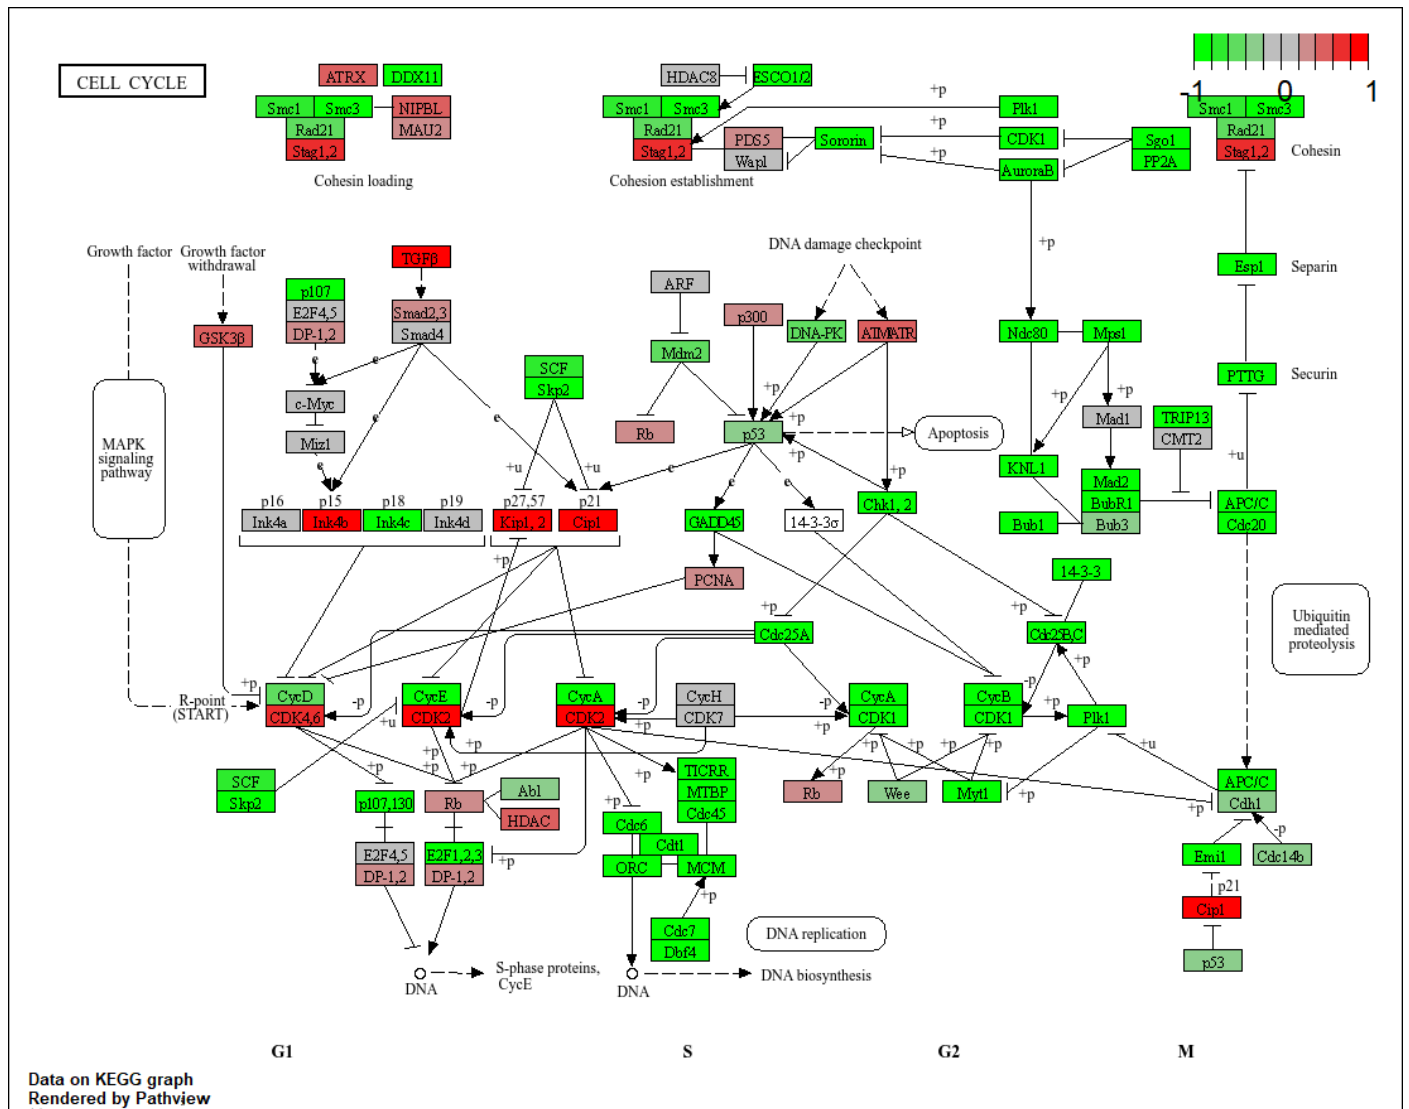 CELL CYCLE
-1 0 1
ATRX DDX11
Smc1 Smc3 NIPBL
Rad21 MAU2
Stag1,2
Cohesin loading
HDAC8 ESCO1/2
Smc1 Smc3
Rad21
Stag1,2
PDS5
Wapl
Sororin
Cohesion establishment
+p
Plk1
+p
CDK1
+p
AuroraB
Sgo1
PP2A
Smc1 Smc3
Rad21
Stag1,2
Cohesin
Growth factor
Growth factor
withdrawal
GSK3β
p107
E2F4,5
DP-1,2
TGFβ
Smad2,3
Smad4
e
c-Myc
Miz1
e
e
e
e
SCF
Skp2
+u
+u
ARF
Mdm2
Rb
p300
DNA damage checkpoint
DNA-PK
ATMATR
+p
+p
p53
+p
+p
Apoptosis
+p
Ndc80
Mps1
+p
+p
Mad1
TRIP13
CMT2
KNL1
Mad2
BubR1
Bub3
Bub1
Esp1
Separin
PTTG
Securin
+u
APC/C
Cdc20
MAPK
signaling
pathway
p16 p15 p18 p19 p27,57 p21
Ink4a Ink4b Ink4c Ink4d Kip1, 2 Cip1
e
e
e
GADD45
14-3-3σ
Chk1, 2
PCNA
+p
14-3-3
+p
+p
Cdc25A
Cdc25B,C
+p
Ubiquitin
mediated
proteolysis
+p
R-point
(START)
CycD
CDK4,6
-p
CycE
CDK2
-p
CycA
CDK2
-p
CycH
CDK7
-p
CycA
CDK1
CycB
CDK1
-p
+p
Plk1
+u
+u
+p
+p
+p
+p
+p
+p
SCF
Skp2
+p
p107,130
Rb
Abl
HDAC
E2F4,5
DP-1,2
E2F1,2,3
DP-1,2
+p
+p
+p
Cdc6
Cdt1
ORC
MCM
TICRR
MTBP
Cdc45
+p
Cdc7
Dbf4
Rb
+p
Wee
Myt1
+p
+p
APC/C
Cdh1
-p
Emi1
Cdc14b
p21
Cip1
p53
DNA replication
DNA
S-phase proteins,
CycE
DNA
DNA biosynthesis
G1 S G2 M
Data on KEGG graph
Rendered by Pathview